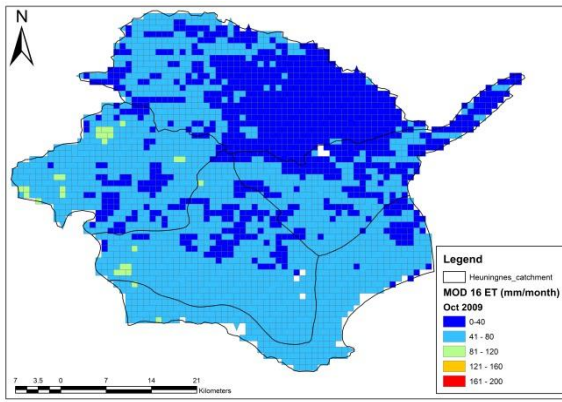 N
Legend
Heuningnes_catchment
MOD 16 ET (mm/month)
Oct 2009
0-40
41 - 80
81 - 120
121 - 160
161 - 200
7 3.5 0 7 14 21
Kilometers